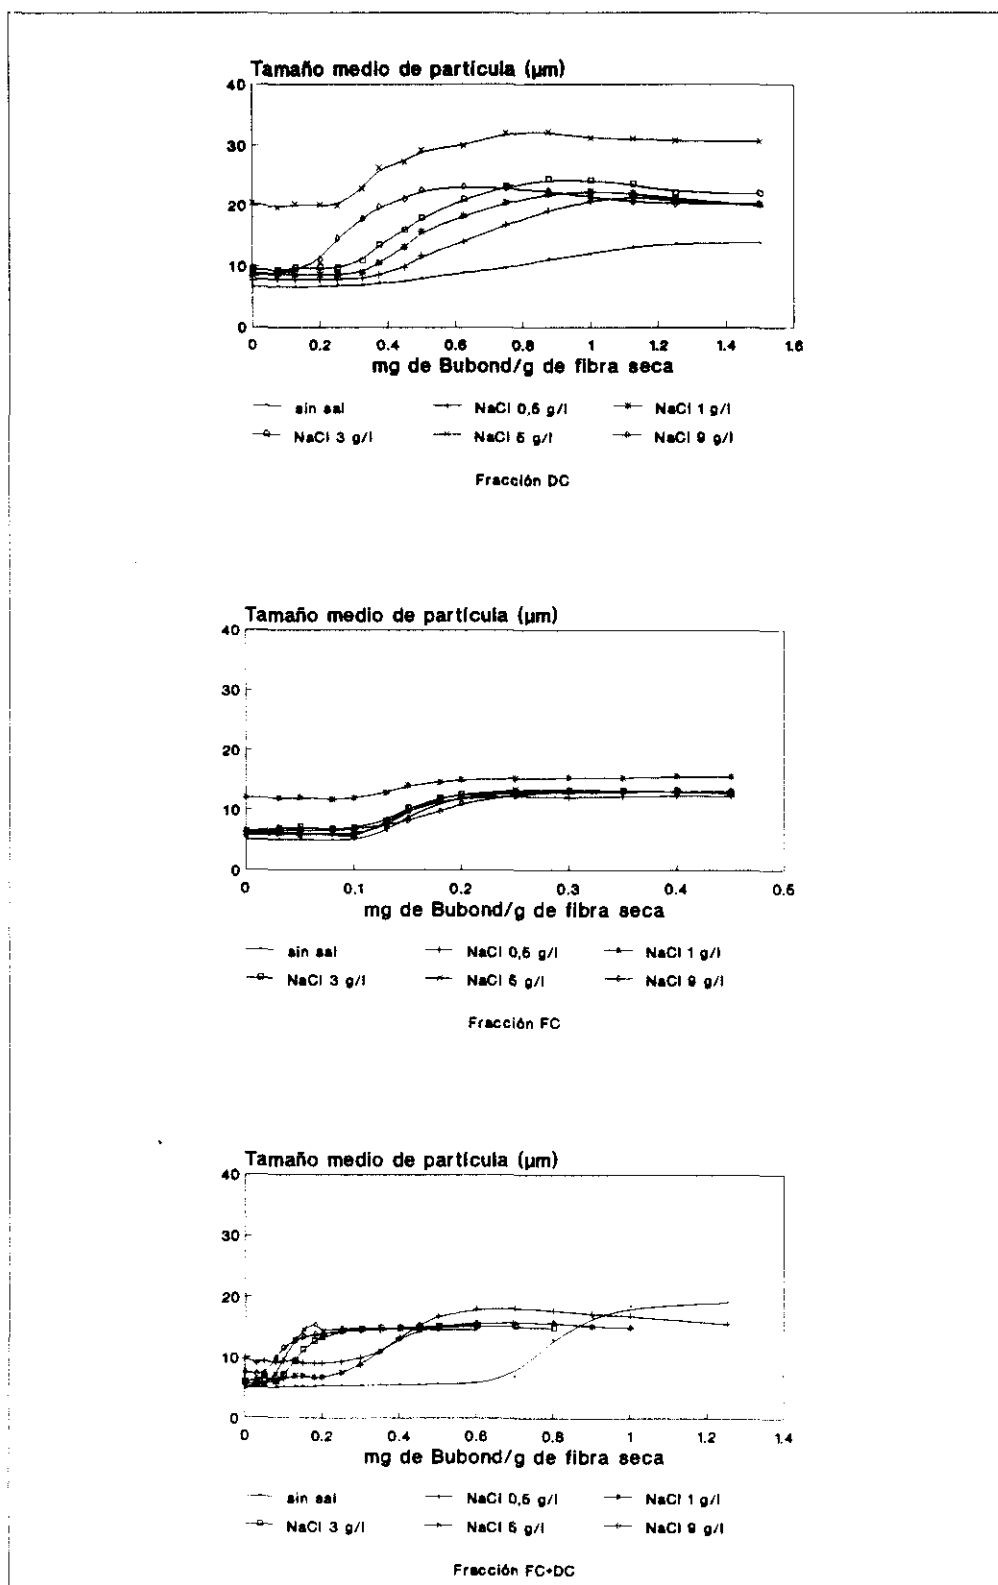 Tamaño medio de partícula (µm)
40
30
20
10
0
0 0.2 0.4 0.6 0.8 1 1.2 1.4 1.6
mg de Bubond/g de fibra seca
sin sal NaCl 0,5 g/l NaCl 1 g/l
NaCl 3 g/l NaCl 5 g/l NaCl 9 g/l
Fracción DC
Tamaño medio de partícula (µm)
40
30
20
10
0
0 0.1 0.2 0.3 0.4 0.5
mg de Bubond/g de fibra seca
sin sal NaCl 0,5 g/l NaCl 1 g/l
NaCl 3 g/l NaCl 5 g/l NaCl 9 g/l
Fracción FC
Tamaño medio de partícula (µm)
40
30
20
10
0
0 0.2 0.4 0.6 0.8 1 1.2 1.4
mg de Bubond/g de fibra seca
sin sal NaCl 0,5 g/l NaCl 1 g/l
NaCl 3 g/l NaCl 5 g/l NaCl 9 g/l
Fracción FC+DC